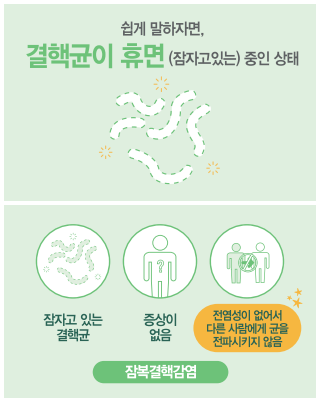 쉽게 말하자면,
결핵균이 휴면 (잠자고있는) 중인 상태
?
잠자고 있는
결핵균
증상이
없음
전염성이 없어서
다른 사람에게 균을
전파시키지 않음
잠복결핵감염